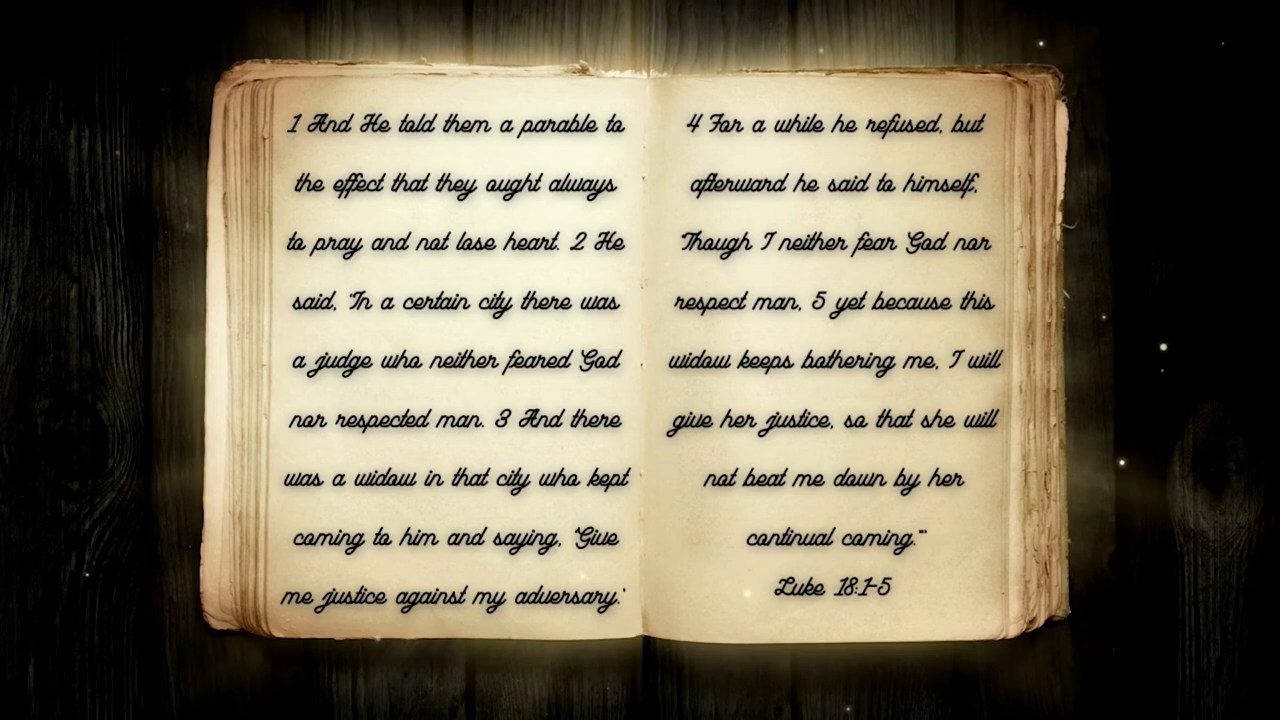 1 And He told them a parable to
the effect that they ought always
to pray and not lose heart. 2 He
said, "In a certain city there was
a judge who neither feared God
nor respected man. 3 And there
was a widow in that city who kept
coming to him and saying, 'Give
me justice against my adversary.'
4 For a while he refused, but
afterward he said to himself,
'Though I neither fear God nor
respect man, 5 yet because this
widow keeps bothering me, I will
give her justice, so that she will
not beat me down by her
continual coming.'"
Luke 18:1-5